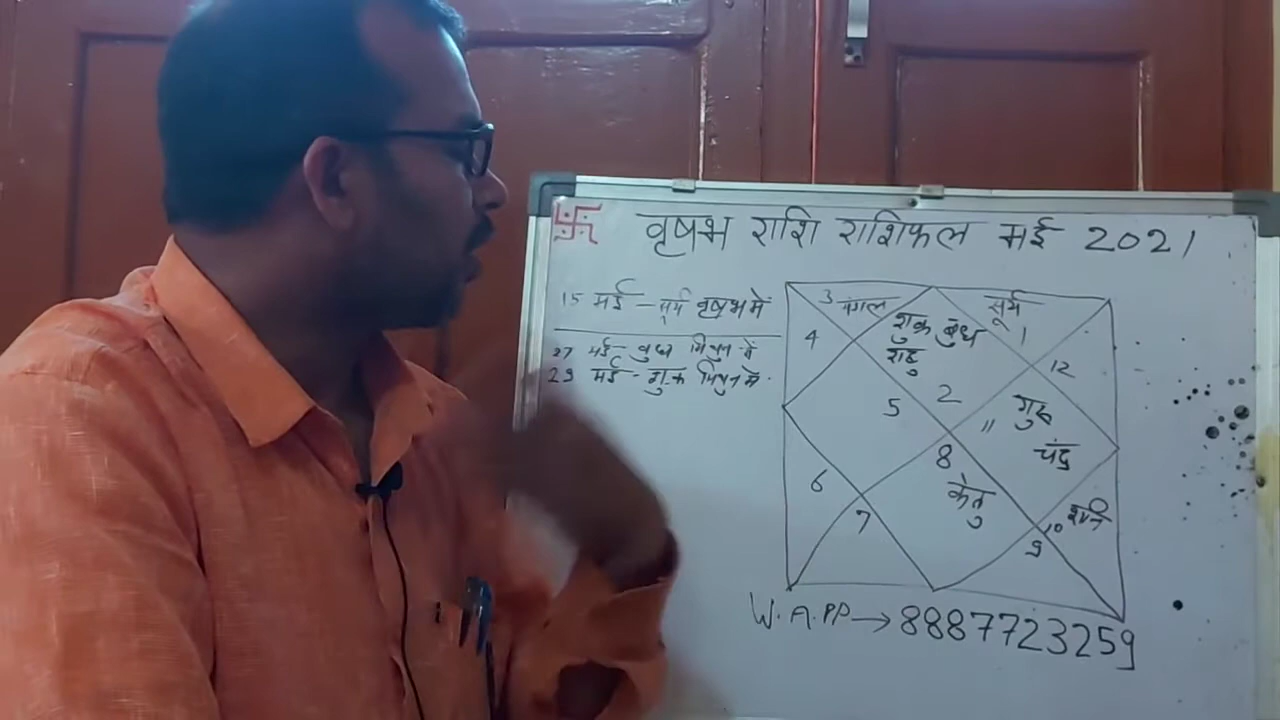 वृषभ राशि राशिफल मई 2021
15 मई - सूर्य वृषभ में
27 मई - बुध मिथुन में
29 मई - शुक्र मिथुन में
3 मंगल
सूर्य
1
4
शुक्र बुध
राहु
12
2
5
11 गुरु
चंद्र
8
केतु
6
7
10 शनि
9
W.A.PP → 8887723259